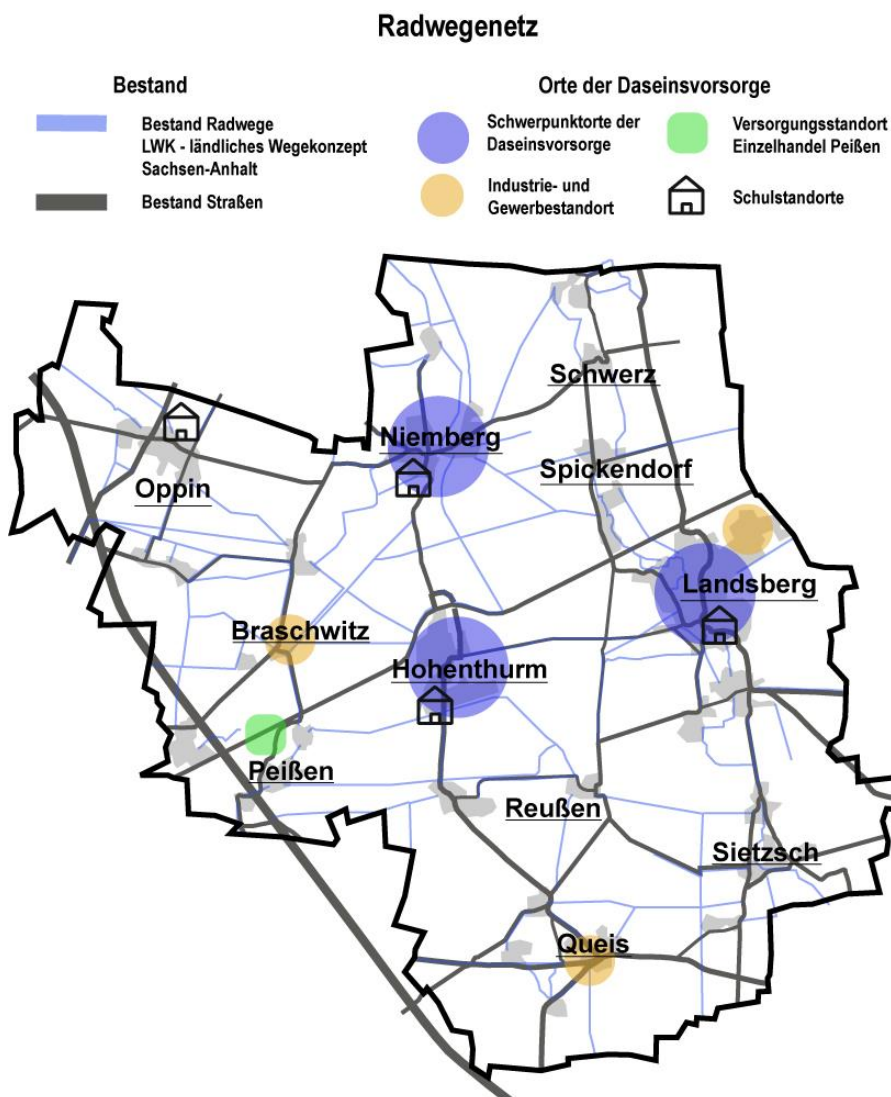 Radwegenetz
Bestand
Orte der Daseinsvorsorge
Bestand Radwege
LWK - ländliches Wegekonzept
Sachsen-Anhalt
Schwerpunktorte der
Daseinsvorsorge
Versorgungsstandort
Einzelhandel Peißen
Bestand Straßen
Industrie- und
Gewerbestandort
Schulstandorte
Schwerz
Niemberg
Spickendorf
Oppin
Landsberg
Braschwitz
Hohenthurm
Peißen
Reußen
Sietzsch
Queis